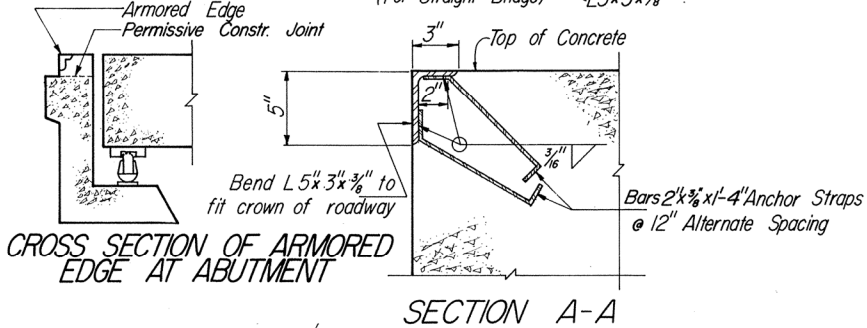 (For Straight Bridge)
Armored Edge
Permissive Constr. Joint
3"
Top of Concrete
5"
2"
3/16"
Bend L 5"x 3"x 3/8" to
fit crown of roadway
Bars 2"x 3/8" x 1'-4" Anchor Straps
@ 12" Alternate Spacing
CROSS SECTION OF ARMORED
EDGE AT ABUTMENT
SECTION A-A